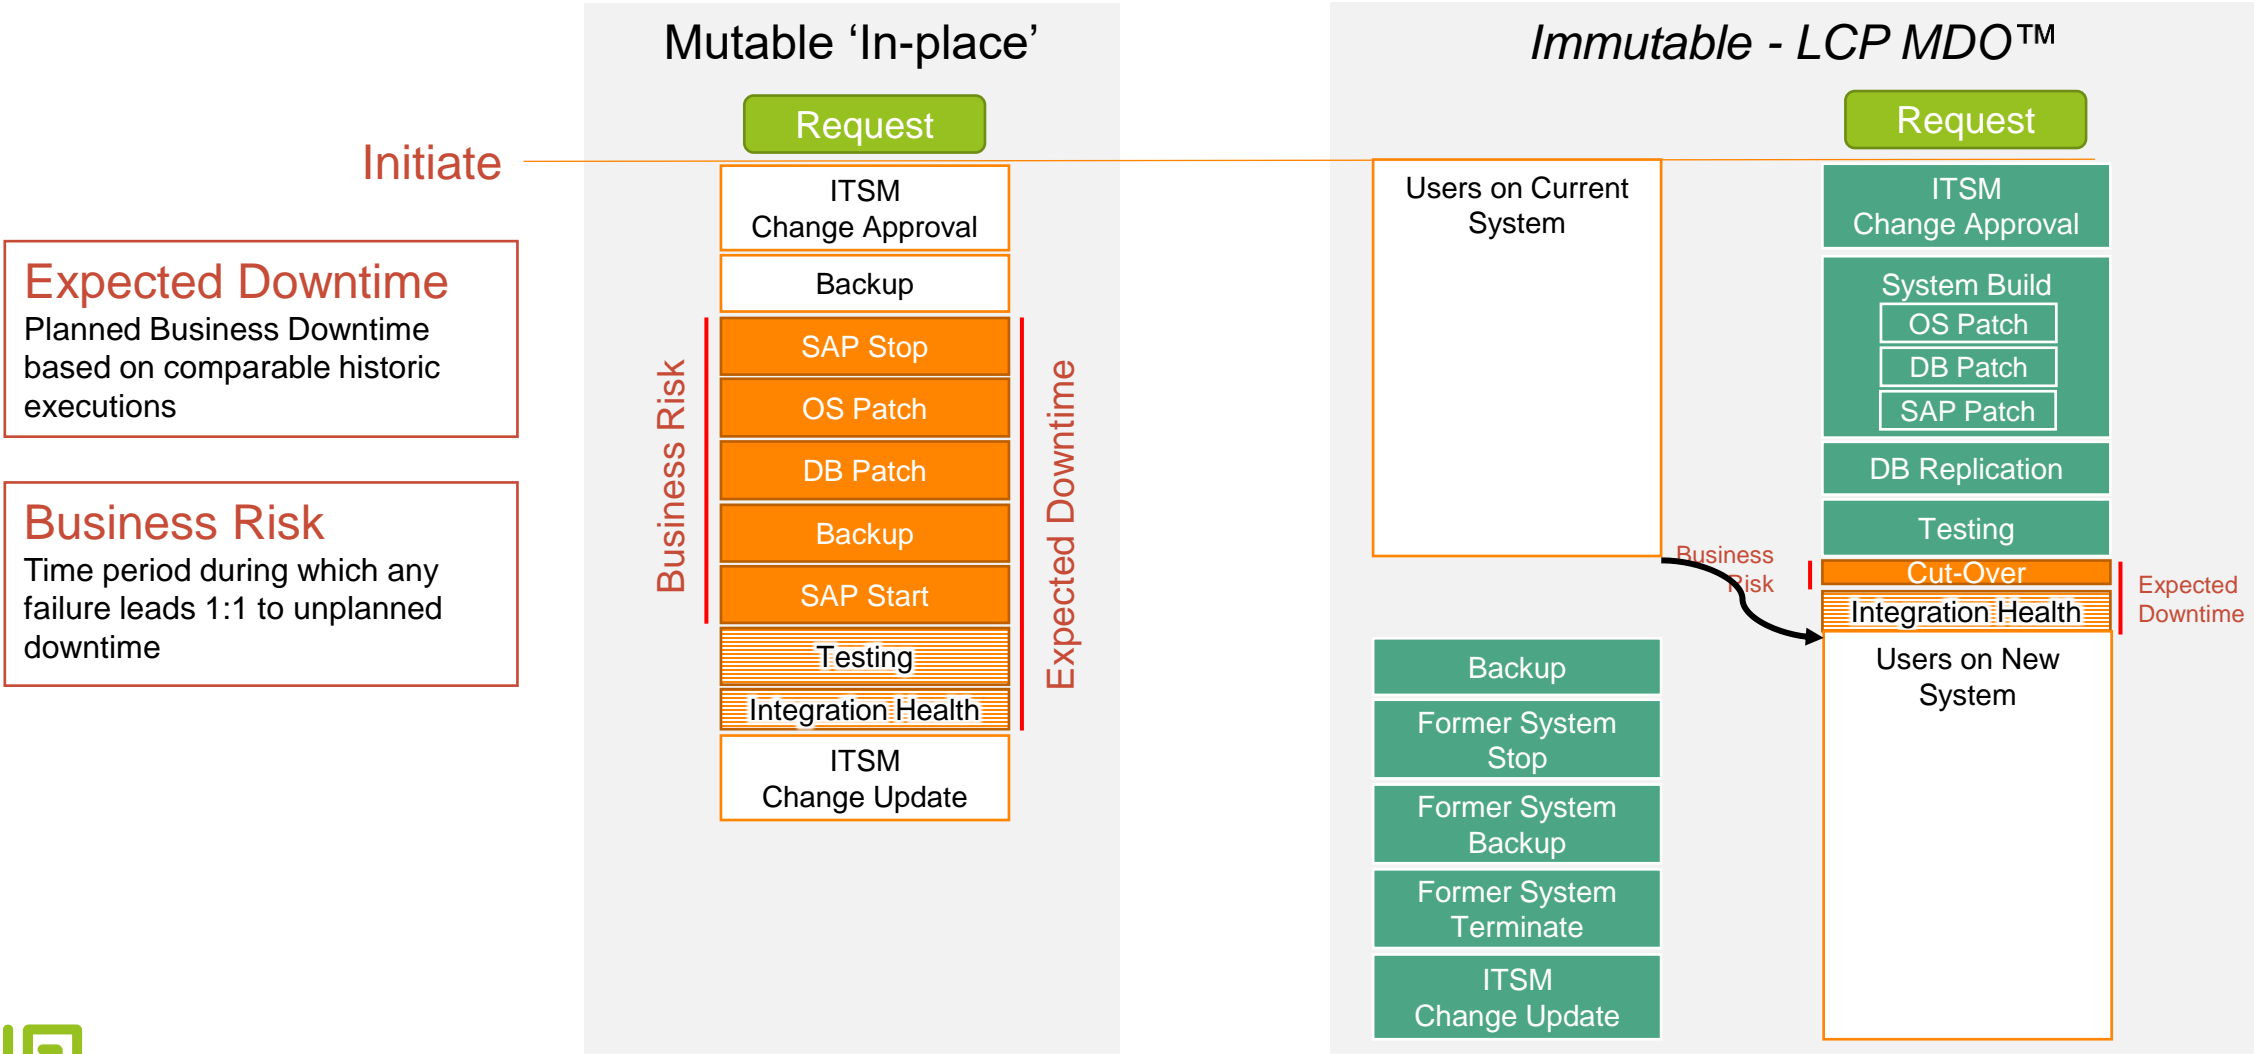 Mutable ‘In-place’
Immutable - LCP MDO™
Request
Request
Initiate
Expected Downtime
Planned Business Downtime
based on comparable historic
executions
Business Risk
Time period during which any
failure leads 1:1 to unplanned
downtime
ITSM
Change Approval
Backup
SAP Stop
OS Patch
DB Patch
Backup
SAP Start
Testing
Integration Health
ITSM
Change Update
Business Risk
Expected Downtime
Users on Current
System
Backup
Former System
Stop
Former System
Backup
Former System
Terminate
ITSM
Change Update
ITSM
Change Approval
System Build
OS Patch
DB Patch
SAP Patch
DB Replication
Testing
Business
Risk
Cut-Over
Integration Health
Expected
Downtime
Users on New
System